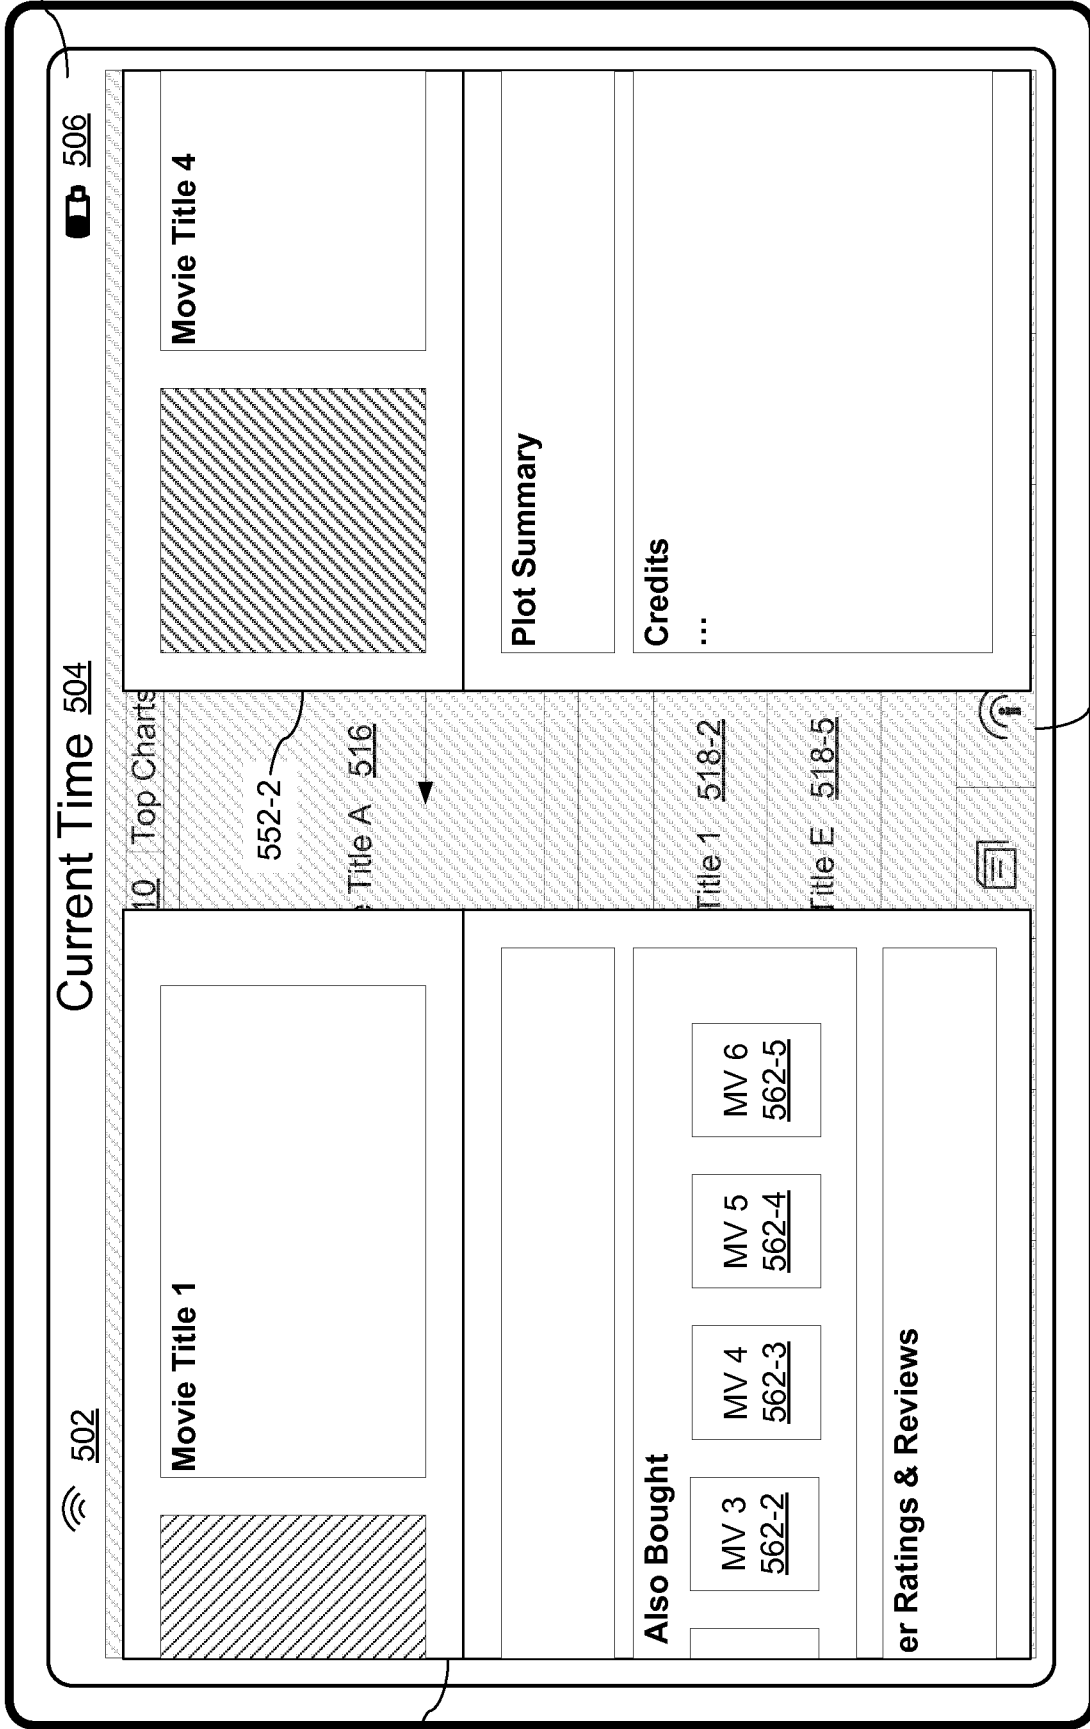 502
Current Time 504
506
10 Top Charts
552-2
Title A 516
Title 1 518-2
Title E 518-5
Movie Title 1
Also Bought
MV 3
562-2
MV 4
562-3
MV 5
562-4
MV 6
562-5
er Ratings & Reviews
Movie Title 4
Plot Summary
Credits
...